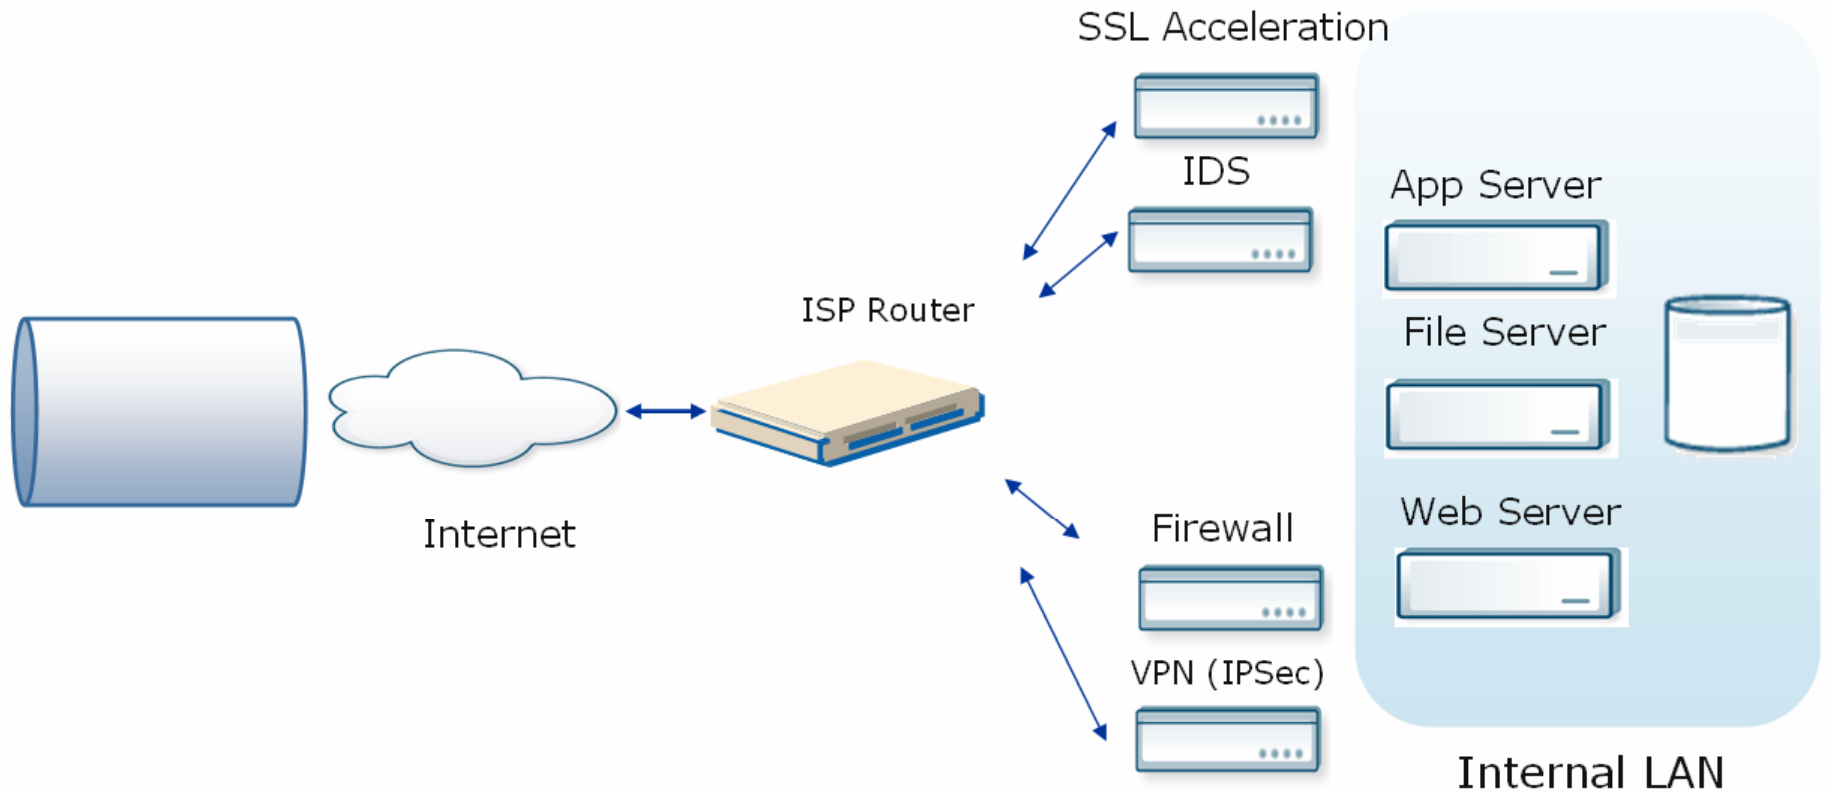 SSL Acceleration
IDS
App Server
ISP Router
File Server
Internet
Firewall
Web Server
VPN (IPSec)
Internal LAN